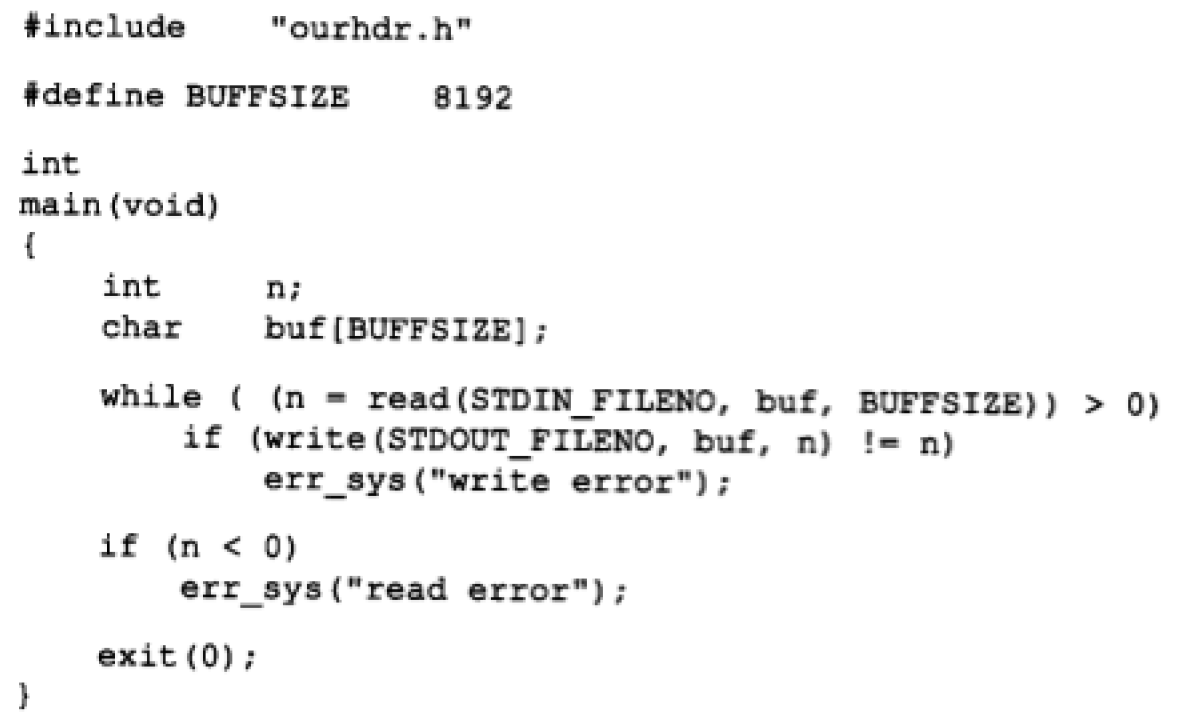 #include    "ourhdr.h"
#define BUFFSIZE    8192
int
main(void)
{
    int     n;
    char    buf[BUFFSIZE];
    while ( (n = read(STDIN_FILENO, buf, BUFFSIZE)) > 0)
        if (write(STDOUT_FILENO, buf, n) != n)
            err_sys("write error");
    if (n < 0)
        err_sys("read error");
    exit(0);
}